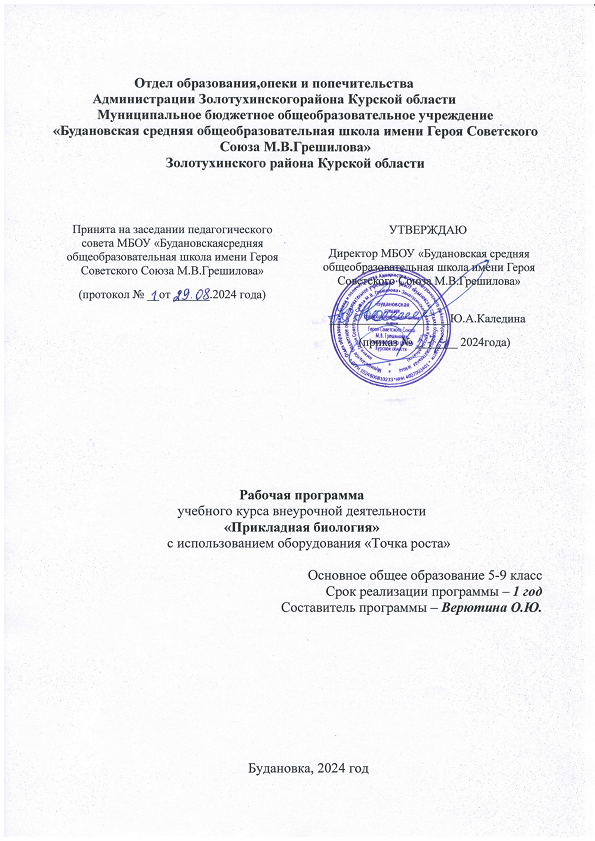 Отдел образования,опеки и попечительства
Администрации Золотухинскогорайона Курской области
Муниципальное бюджетное общеобразовательное учреждение
«Будановская средняя общеобразовательная школа имени Героя Советского
Союза М.В.Грешилова»
Золотухинского района Курской области
Принята на заседании педагогического
совета МБОУ «Будановскаясредняя
общеобразовательная школа имени Героя
Советского Союза М.В.Грешилова»
(протокол № 1 от 29.08.2024 года)
УТВЕРЖДАЮ
Директор МБОУ «Будановская средняя
общеобразовательная школа имени Героя
Советского Союза М.В.Грешилова»
Ю.А.Каледина
(приказ № 2024года)
Рабочая программа
учебного курса внеурочной деятельности
«Прикладная биология»
с использованием оборудования «Точка роста»
Основное общее образование 5-9 класс
Срок реализации программы – 1 год
Составитель программы – Верютина О.Ю.
Будановка, 2024 год